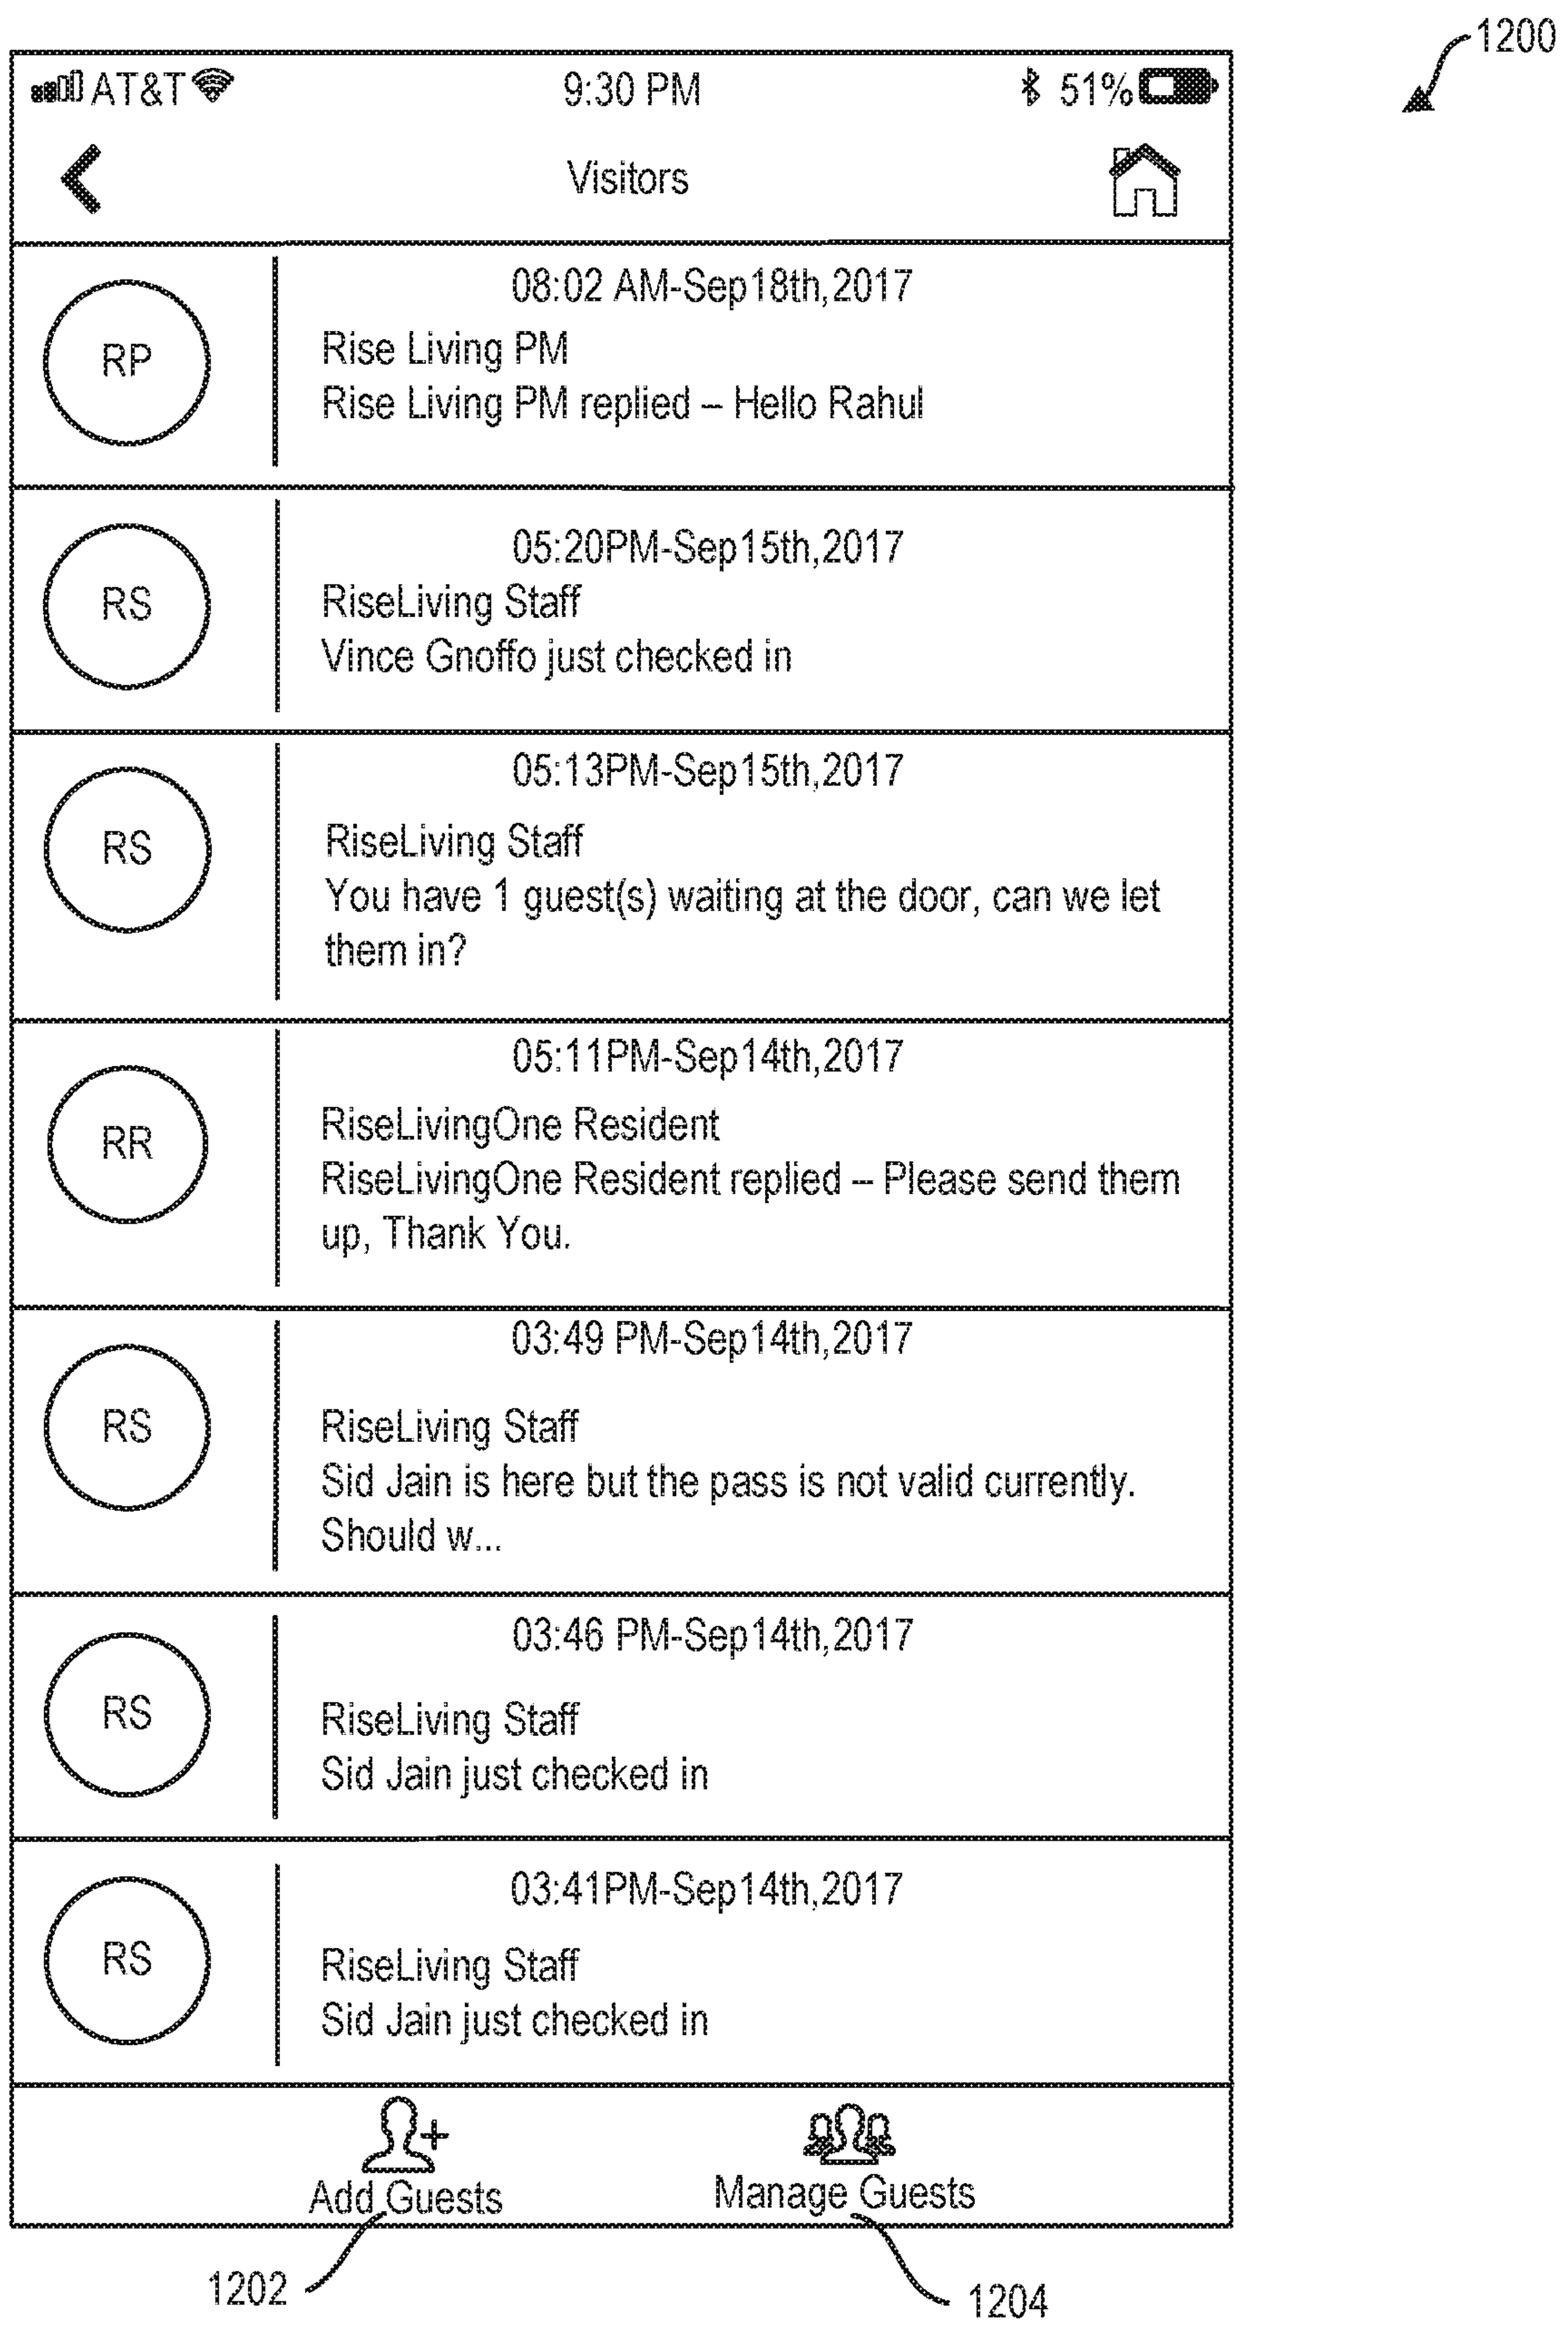 1200
AT&T 9:30 PM 51%
Visitors
08:02 AM-Sep18th,2017
RP
Rise Living PM
Rise Living PM replied – Hello Rahul
05:20PM-Sep15th,2017
RS
RiseLiving Staff
Vince Gnoffo just checked in
05:13PM-Sep15th,2017
RS
RiseLiving Staff
You have 1 guest(s) waiting at the door, can we let
them in?
05:11PM-Sep14th,2017
RR
RiseLivingOne Resident
RiseLivingOne Resident replied – Please send them
up, Thank You.
03:49 PM-Sep14th,2017
RS
RiseLiving Staff
Sid Jain is here but the pass is not valid currently.
Should w...
03:46 PM-Sep14th,2017
RS
RiseLiving Staff
Sid Jain just checked in
03:41PM-Sep14th,2017
RS
RiseLiving Staff
Sid Jain just checked in
Add Guests Manage Guests
1202 1204